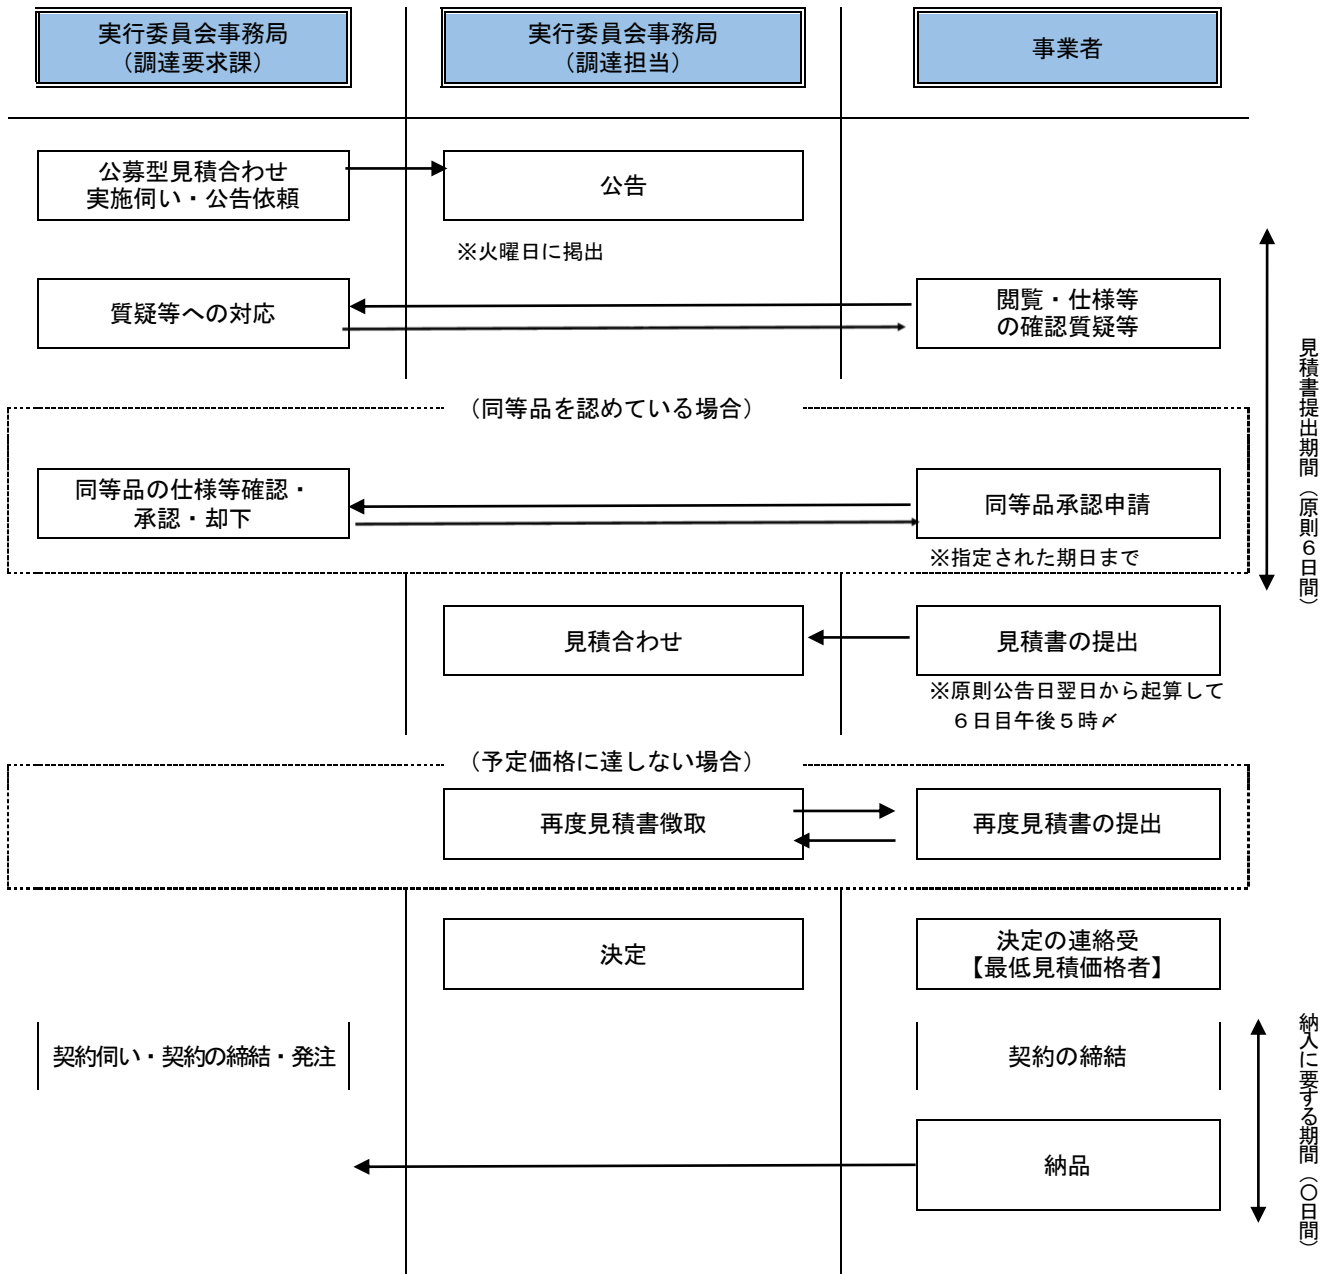 実行委員会事務局
（調達要求課）
実行委員会事務局
（調達担当）
事業者
公募型見積合わせ
実施伺い・公告依頼
公告
※火曜日に掲出
質疑等への対応
閲覧・仕様等
の確認質疑等
見積書提出期間（原則６日間）
（同等品を認めている場合）
同等品の仕様等確認・
承認・却下
同等品承認申請
※指定された期日まで
見積合わせ
見積書の提出
※原則公告日翌日から起算して
６日目午後５時〆
（予定価格に達しない場合）
再度見積書徴取
再度見積書の提出
決定
決定の連絡受
【最低見積価格者】
契約伺い・契約の締結・発注
契約の締結
納入に要する期間（〇日間）
納品